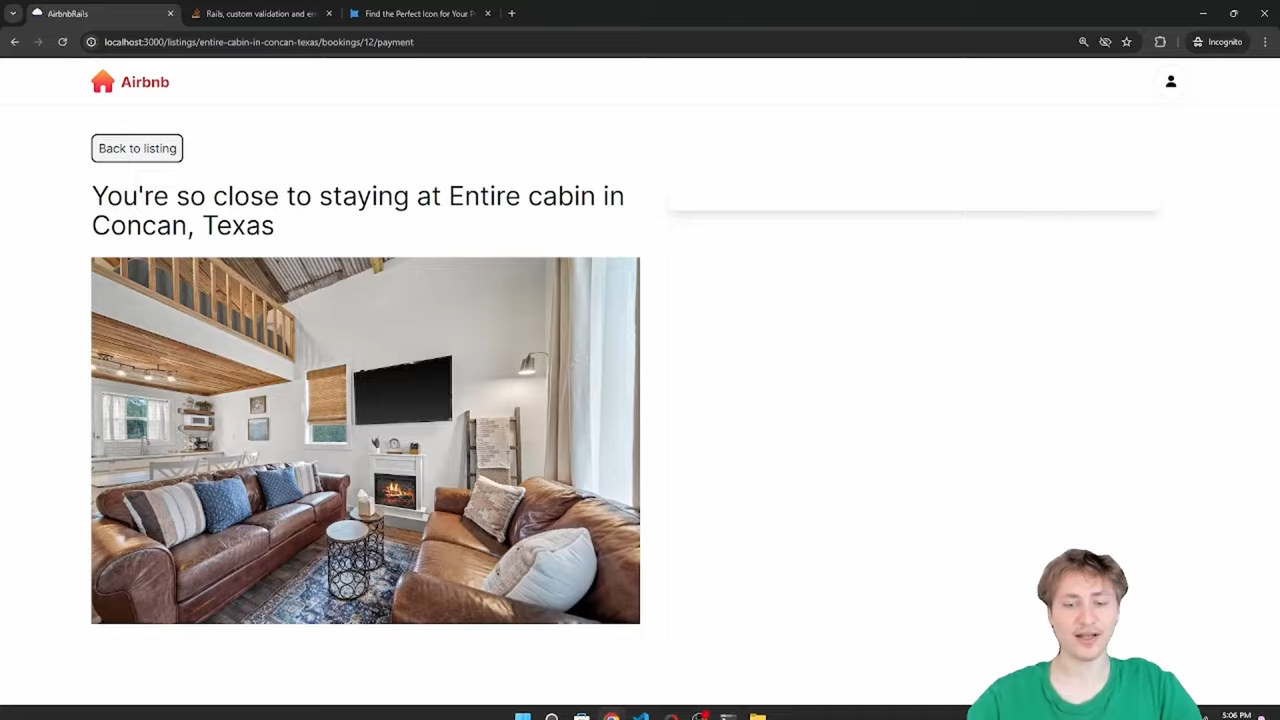 AirbnbRails
Rails, custom validation and er
Find the Perfect Icon for Your P
localhost:3000/listings/entire-cabin-in-concan-texas/bookings/12/payment
Incognito
Airbnb
Back to listing
You're so close to staying at Entire cabin in
Concan, Texas
5:06 PM